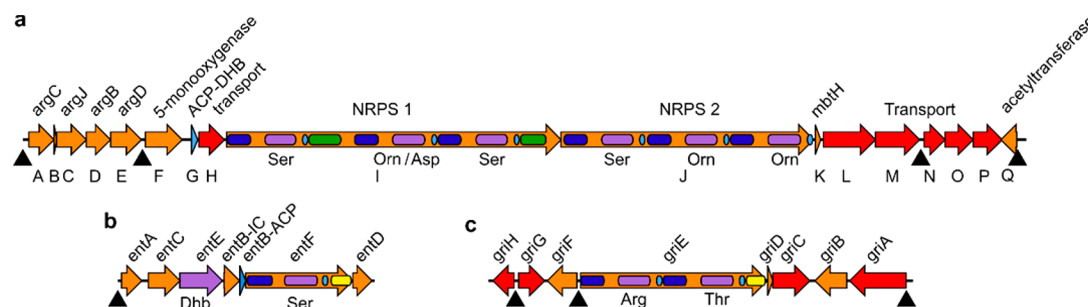 a
argC argJ argB argD 5-monooxygenase ACP-DHB transport NRPS 1 NRPS 2 mbtH Transport acetyltransferase
Ser Orn/Asp Ser Ser Orn Orn
A B C D E F G H I J K L M N O P Q
b
entA entC entE entB-IC entB-ACP entF entD
Dhb Ser
c
griH griG griF griE griD griC griB griA
Arg Thr